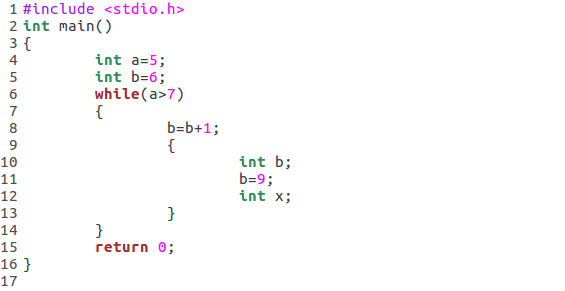 1 #include <stdio.h>
2 int main()
3 {
4         int a=5;
5         int b=6;
6         while(a>7)
7         {
8                 b=b+1;
9                 {
10                         int b;
11                         b=9;
12                         int x;
13                 }
14         }
15         return 0;
16 }
17